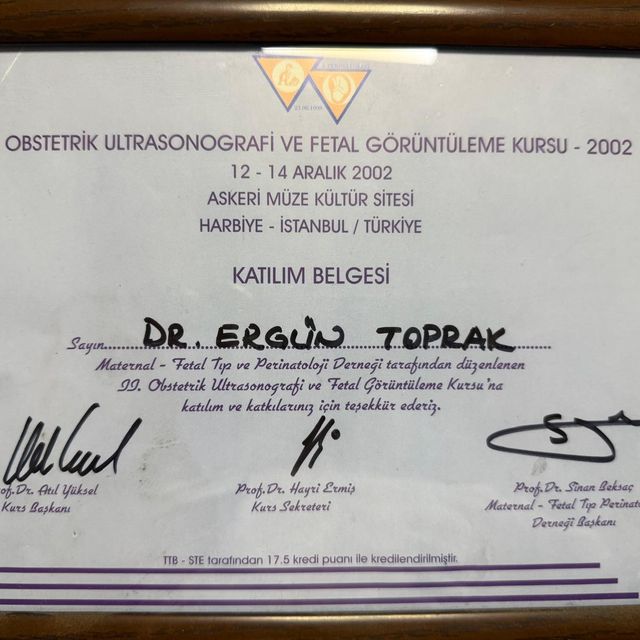 OBSTETRİK ULTRASONOGRAFİ VE FETAL GÖRÜNTÜLEME KURSU - 2002
12 - 14 ARALIK 2002
ASKERİ MÜZE KÜLTÜR SİTESİ
HARBİYE - İSTANBUL / TÜRKİYE
KATILIM BELGESİ
Sayın DR. ERGÜN TOPRAK
Maternal - Fetal Tıp ve Perinatoloji Derneği tarafından düzenlenen
II. Obstetrik Ultrasonografi ve Fetal Görüntüleme Kursu'na
katılım ve katkılarınız için teşekkür ederiz.
of.Dr. Atıl Yüksel
Kurs Başkanı
Prof.Dr. Hayri Ermiş
Kurs Sekreteri
Prof.Dr. Sinan Beksaç
Maternal - Fetal Tıp Perinato
Derneği Başkanı
TTB - STE tarafından 17.5 kredi puanı ile kredilendirilmiştir.